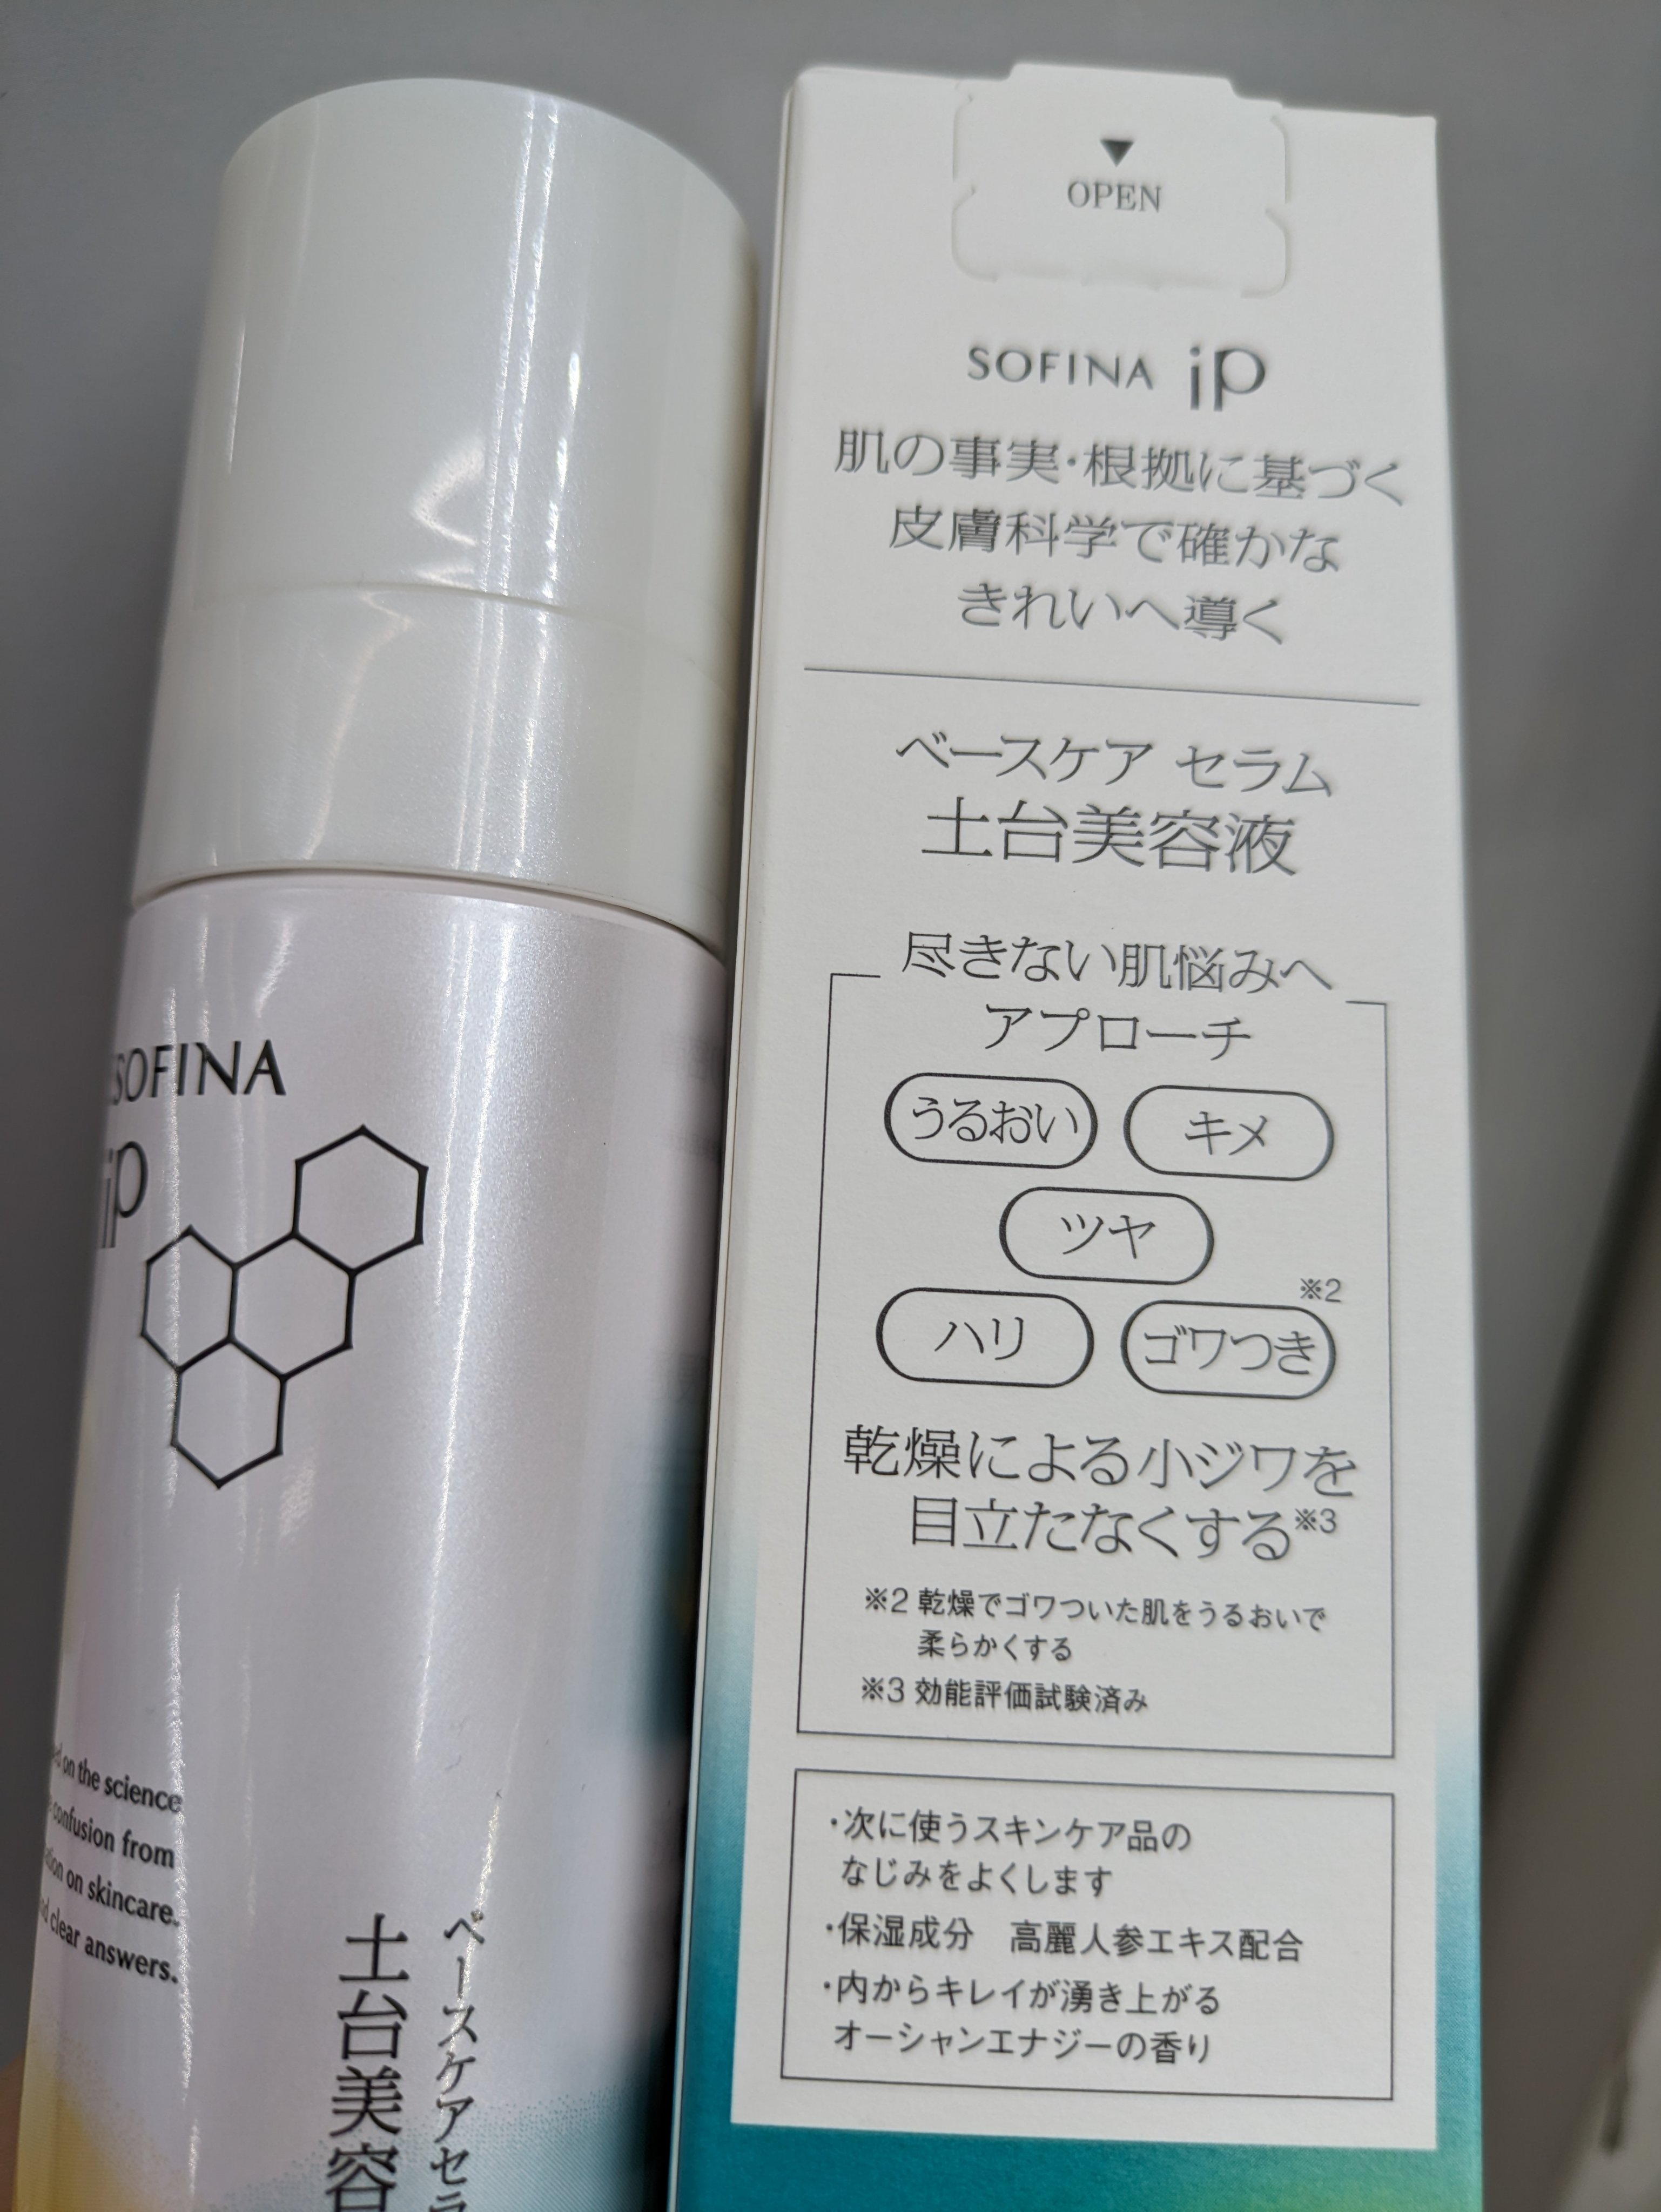 SOFINA
ip
on the science
confusion from
on skincare.
clear answers.
ベースケアセラ
土台美容
OPEN
SOFINA iP
肌の事実・根拠に基づく
皮膚科学で確かな
きれいへ導く
ベースケア セラム
土台美容液
尽きない肌悩みへ
アプローチ
うるおい キメ
ツヤ
ハリ ゴワつき※2
乾燥による小ジワを
目立たなくする※3
※2 乾燥でゴワついた肌をうるおいで
柔らかくする
※3 効能評価試験済み
・次に使うスキンケア品の
なじみをよくします
・保湿成分 高麗人参エキス配合
・内からキレイが湧き上がる
オーシャンエナジーの香り